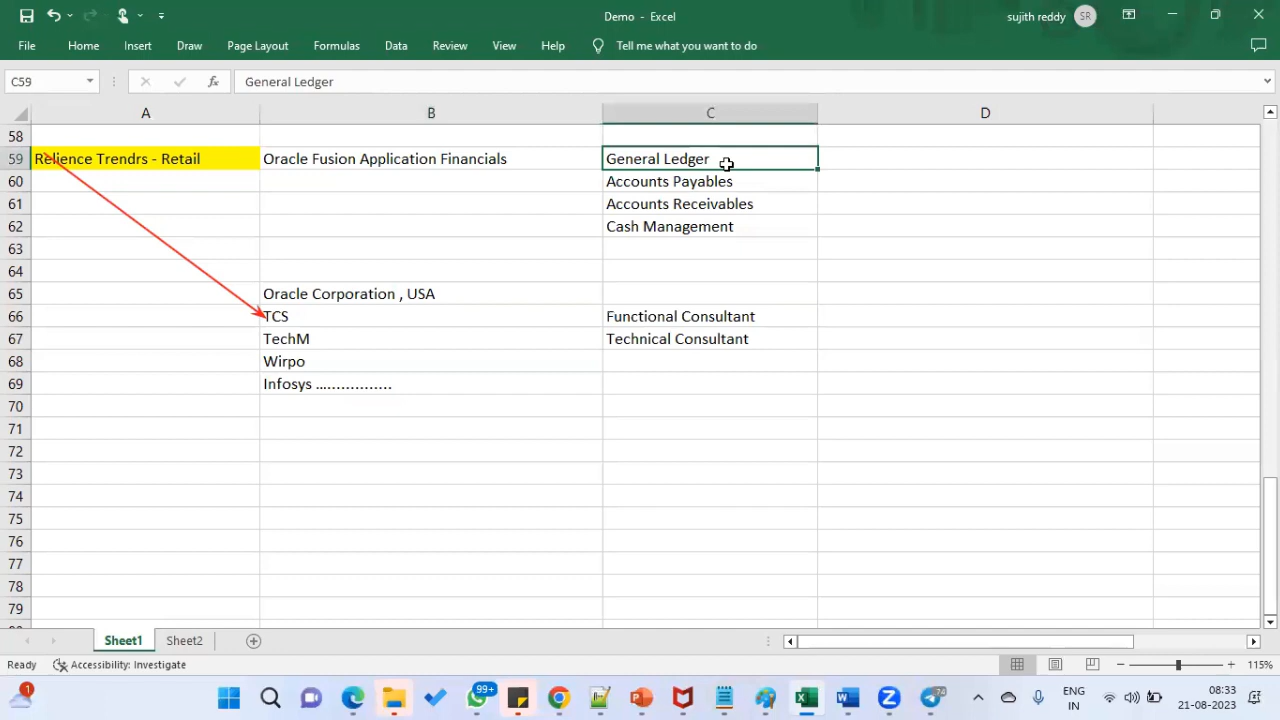 Demo - Excel
sujith reddy SR
File Home Insert Draw Page Layout Formulas Data Review View Help Tell me what you want to do
C59 fx General Ledger
A B C D
58
59 Relience Trendrs - Retail Oracle Fusion Application Financials General Ledger
60 Accounts Payables
61 Accounts Receivables
62 Cash Management
63
64
65 Oracle Corporation , USA
66 TCS Functional Consultant
67 TechM Technical Consultant
68 Wirpo
69 Infosys ................
70
71
72
73
74
75
76
77
78
79
Sheet1 Sheet2
Ready Accessibility: Investigate 115%
1 99+ 74 ENG 08:33
IN 21-08-2023